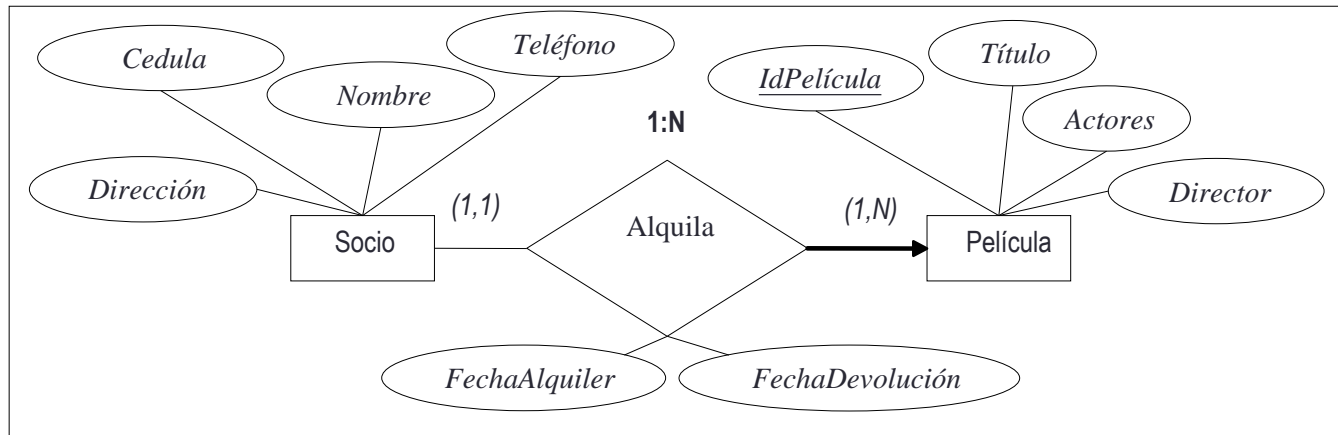 Cedula
Nombre
Teléfono
Dirección
Socio
(1,1)
1:N
Alquila
(1,N)
IdPelícula
Título
Actores
Director
Película
FechaAlquiler
FechaDevolución